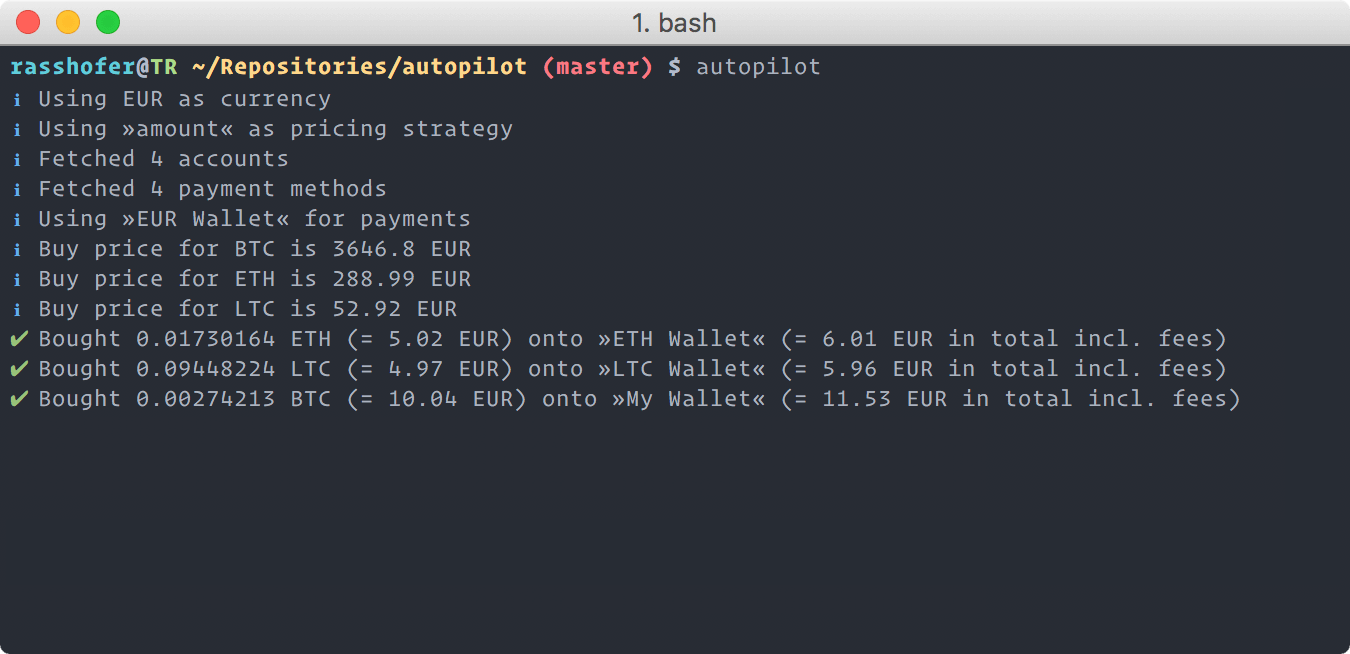 1. bash
rasshofer@TR ~/Repositories/autopilot (master) $ autopilot
i Using EUR as currency
i Using »amount« as pricing strategy
i Fetched 4 accounts
i Fetched 4 payment methods
i Using »EUR Wallet« for payments
i Buy price for BTC is 3646.8 EUR
i Buy price for ETH is 288.99 EUR
i Buy price for LTC is 52.92 EUR
✔ Bought 0.01730164 ETH (= 5.02 EUR) onto »ETH Wallet« (= 6.01 EUR in total incl. fees)
✔ Bought 0.09448224 LTC (= 4.97 EUR) onto »LTC Wallet« (= 5.96 EUR in total incl. fees)
✔ Bought 0.00274213 BTC (= 10.04 EUR) onto »My Wallet« (= 11.53 EUR in total incl. fees)